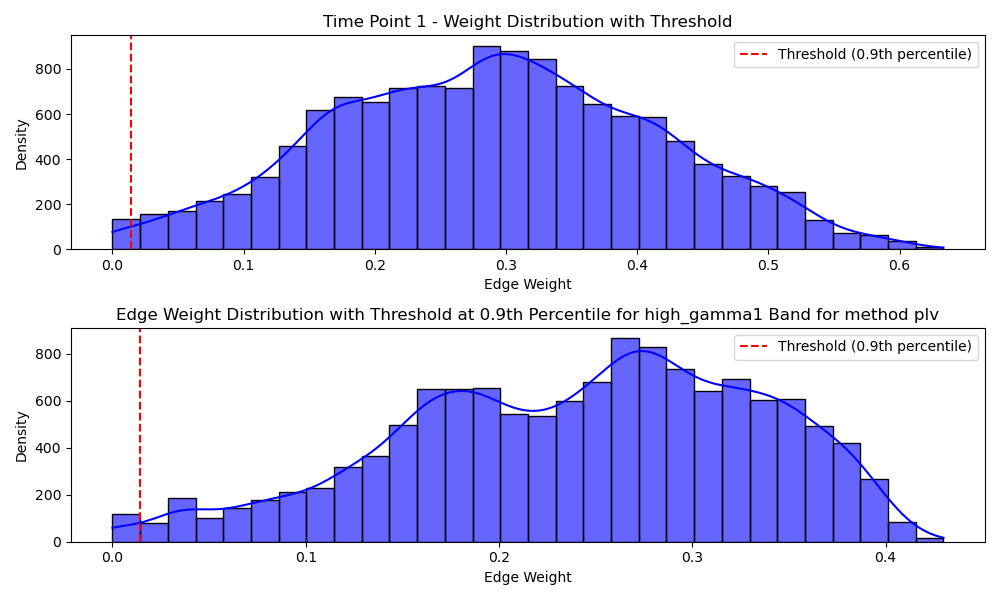 Time Point 1 - Weight Distribution with Threshold
Threshold (0.9th percentile)
Density
800
600
400
200
0
0.0 0.1 0.2 0.3 0.4 0.5 0.6
Edge Weight
Edge Weight Distribution with Threshold at 0.9th Percentile for high_gamma1 Band for method plv
Threshold (0.9th percentile)
Density
800
600
400
200
0
0.0 0.1 0.2 0.3 0.4
Edge Weight